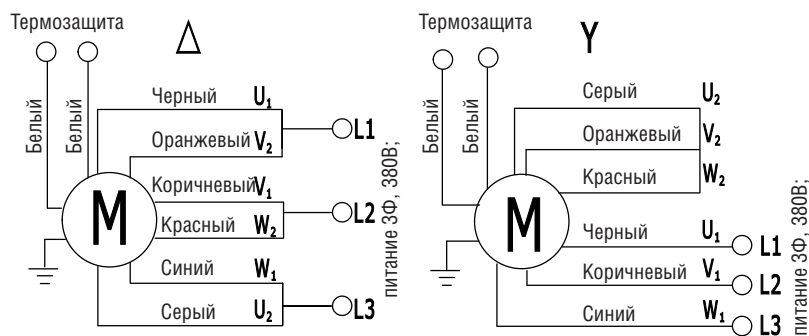 Термозащита
Δ
Белый
Белый
Черный U₁
Оранжевый V₂
L1
Коричневый V₁
Красный W₂
L2
Синий W₁
Серый U₂
L3
M
питание 3Ф, 380В;
Термозащита
Y
Белый
Белый
Серый U₂
Оранжевый V₂
Красный W₂
M
Черный U₁ L1
Коричневый V₁ L2
Синий W₁ L3
питание 3Ф, 380В;